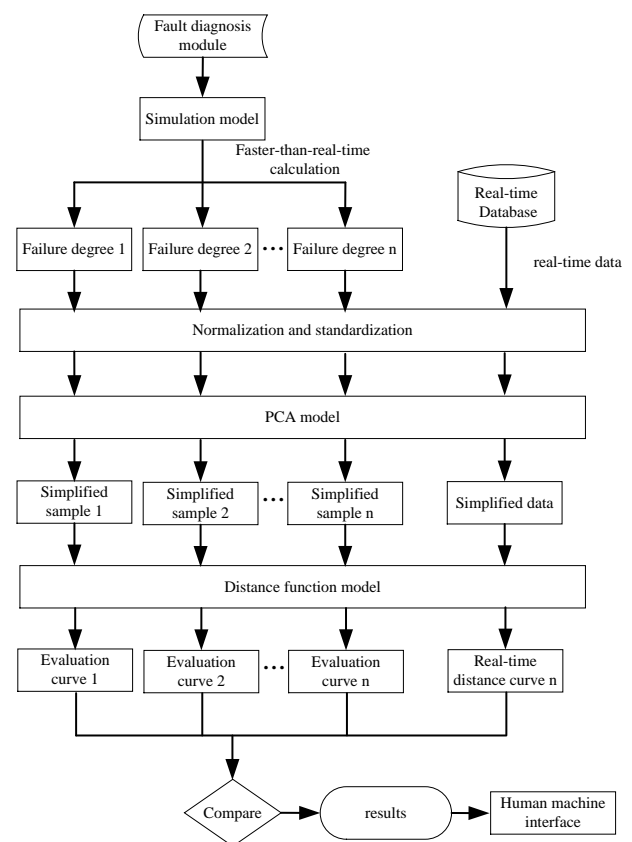 Fault diagnosis
module
Simulation model
Faster-than-real-time
calculation
Real-time
Database
real-time data
Failure degree 1
Failure degree 2
...
Failure degree n
Normalization and standardization
PCA model
Simplified
sample 1
Simplified
sample 2
...
Simplified
sample n
Simplified data
Distance function model
Evaluation
curve 1
Evaluation
curve 2
...
Evaluation
curve n
Real-time
distance curve n
Compare
results
Human machine
interface